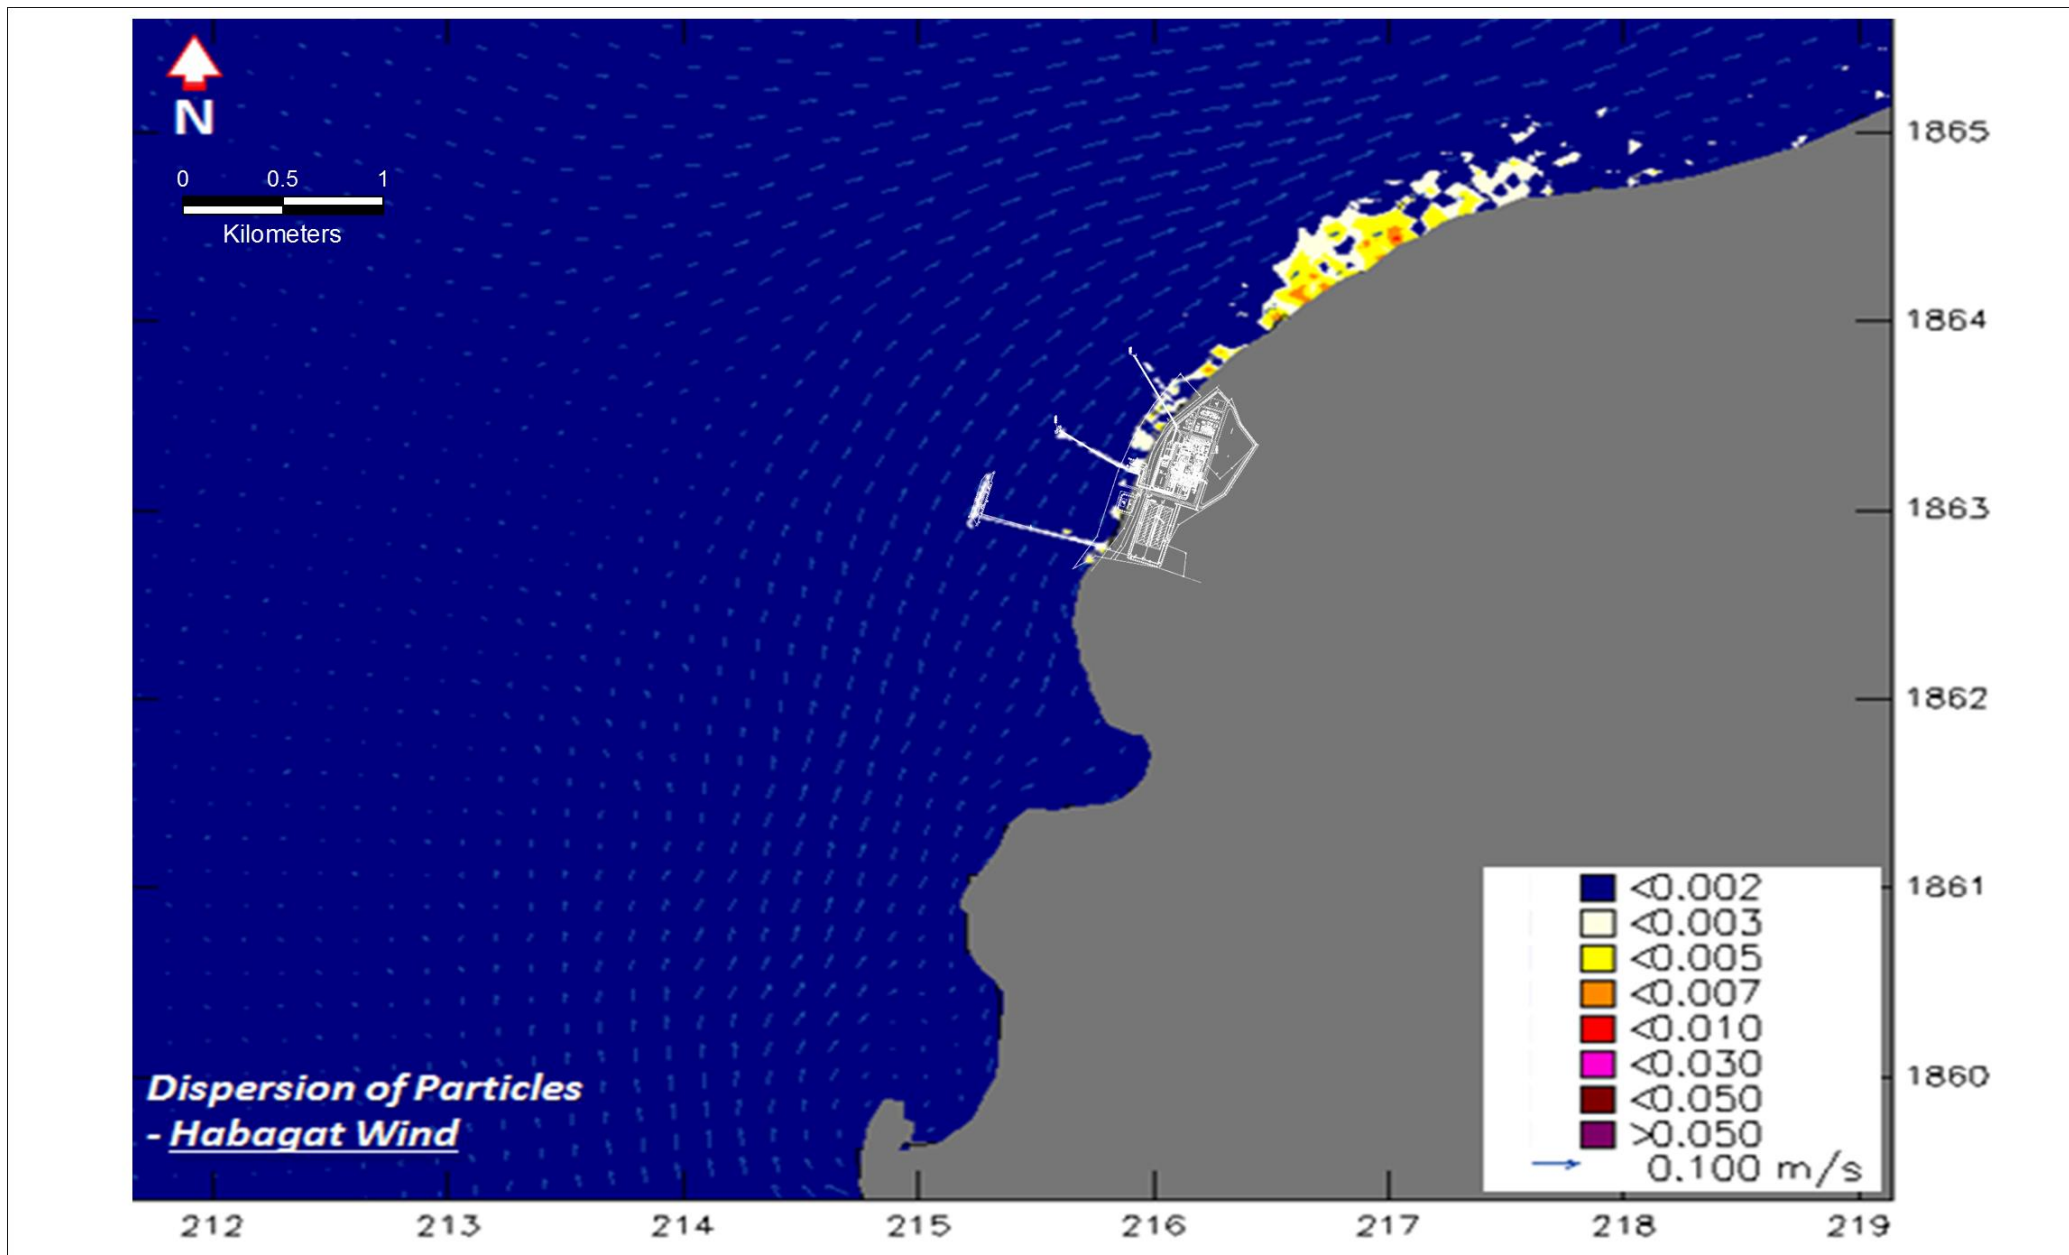 N
0 0.5 1
Kilometers
1865
1864
1863
1862
1861
1860
<0.002
<0.003
<0.005
<0.007
<0.010
<0.030
<0.050
>0.050
0.100 m/s
Dispersion of Particles
- Habagat Wind
212 213 214 215 216 217 218 219